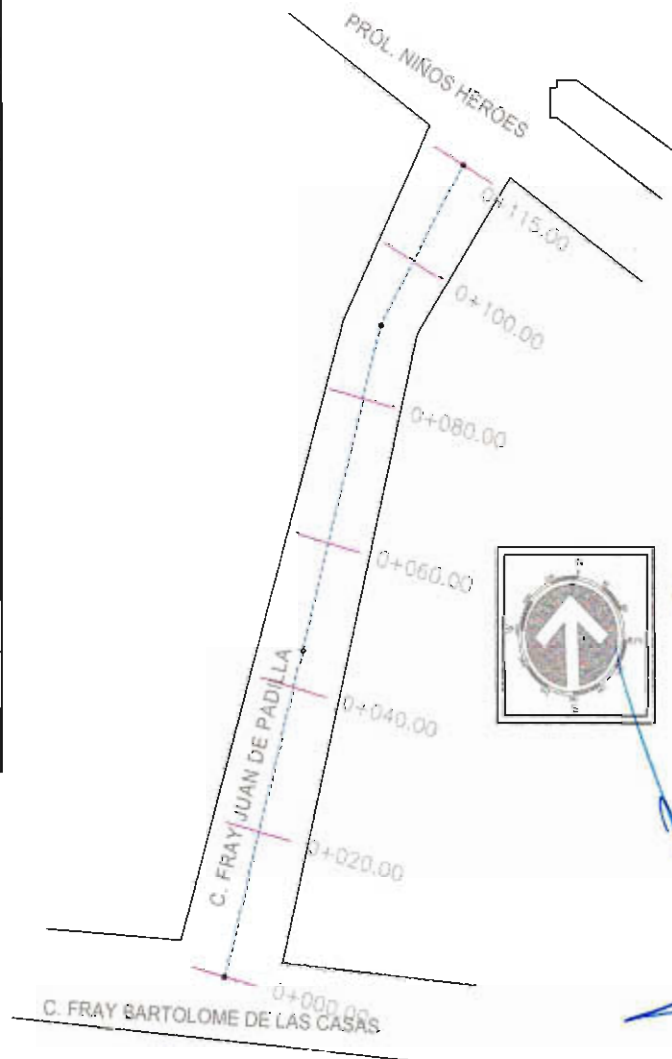 PROL. NIÑOS HÉROES
0+115.00
0+100.00
0+080.00
0+060.00
0+040.00
C. FRAY JUAN DE PADILLA
0+020.00
0+000.00
C. FRAY BARTOLOME DE LAS CASAS